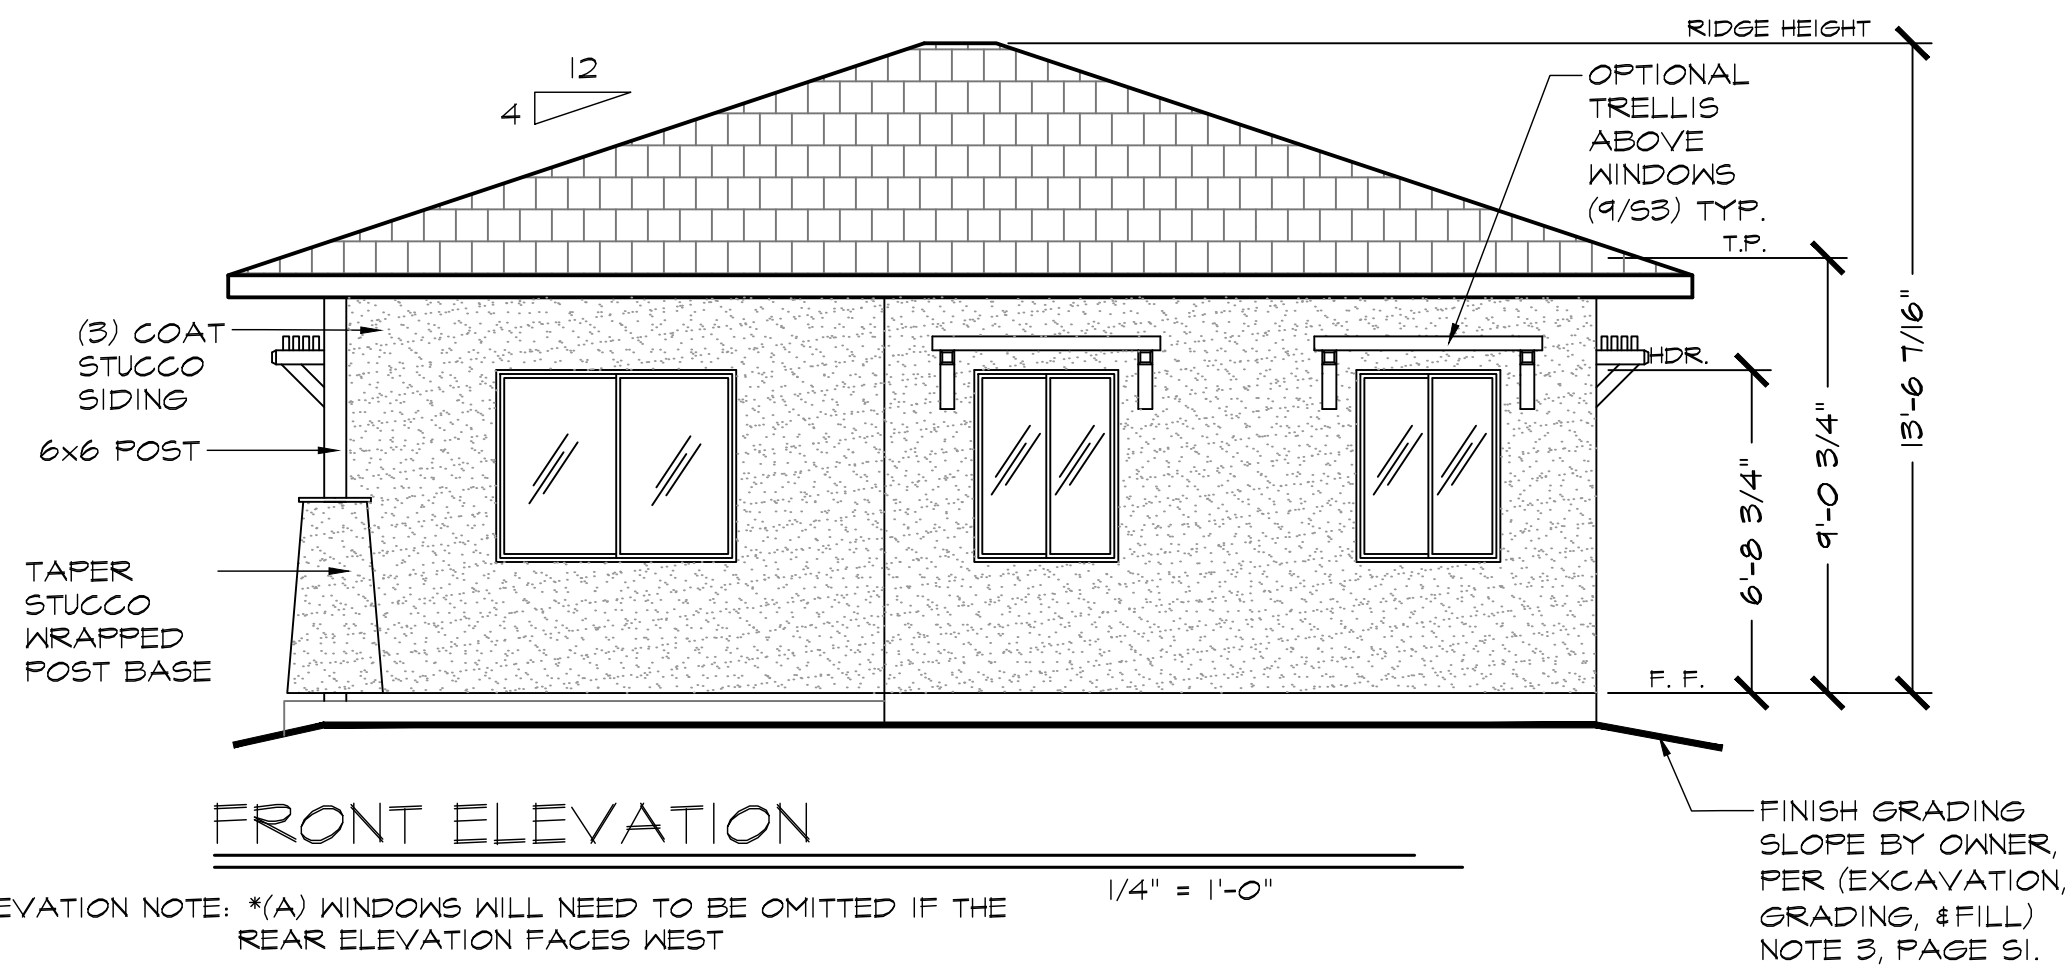 RIDGE HEIGHT
12
4
OPTIONAL
TRELLIS
ABOVE
WINDOWS
(9/S3) TYP.
T.P.
(3) COAT
STUCCO
SIDING
6x6 POST
TAPER
STUCCO
WRAPPED
POST BASE
HDR.
F. F.
6'-8 3/4"
9'-0 3/4"
13'-6 7/16"
FRONT ELEVATION
1/4" = 1'-0"
EVATION NOTE: *(A) WINDOWS WILL NEED TO BE OMITTED IF THE
REAR ELEVATION FACES WEST
FINISH GRADING
SLOPE BY OWNER,
PER (EXCAVATION,
GRADING, & FILL)
NOTE 3, PAGE S1.